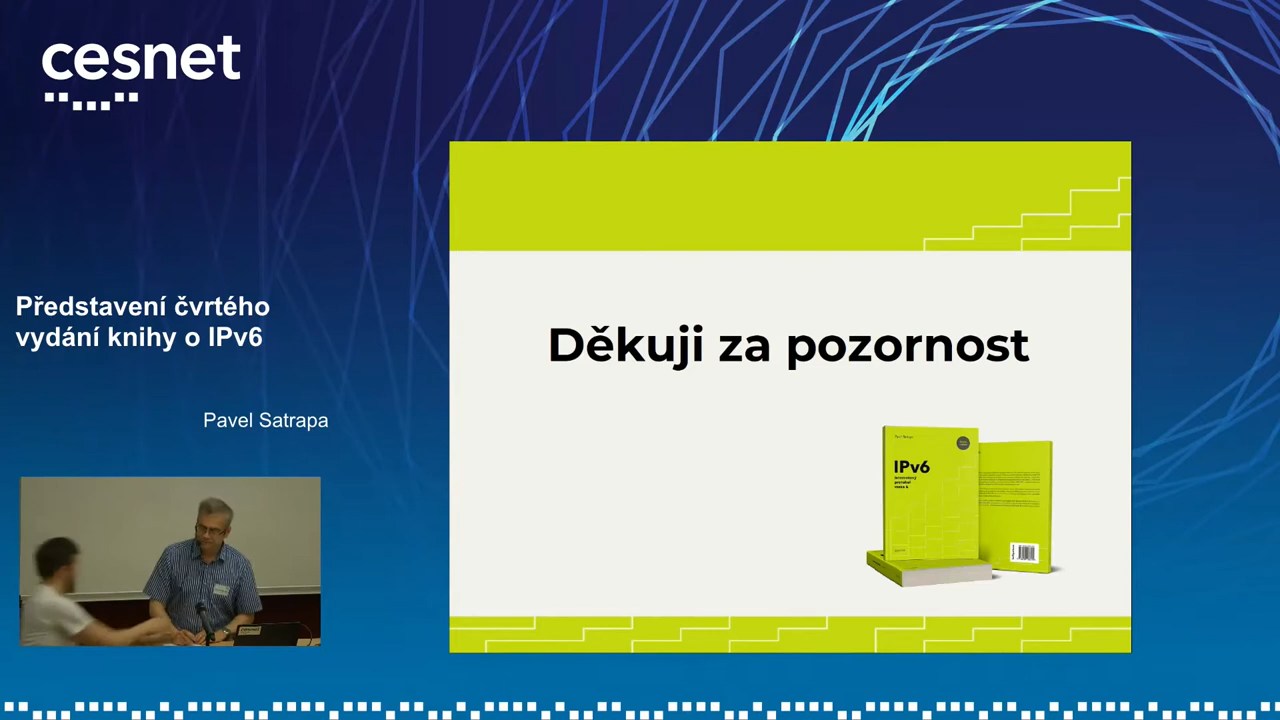 cesnet
Představení čtvrtého
vydání knihy o IPv6
Pavel Satrapa
Děkuji za pozornost
IPv6